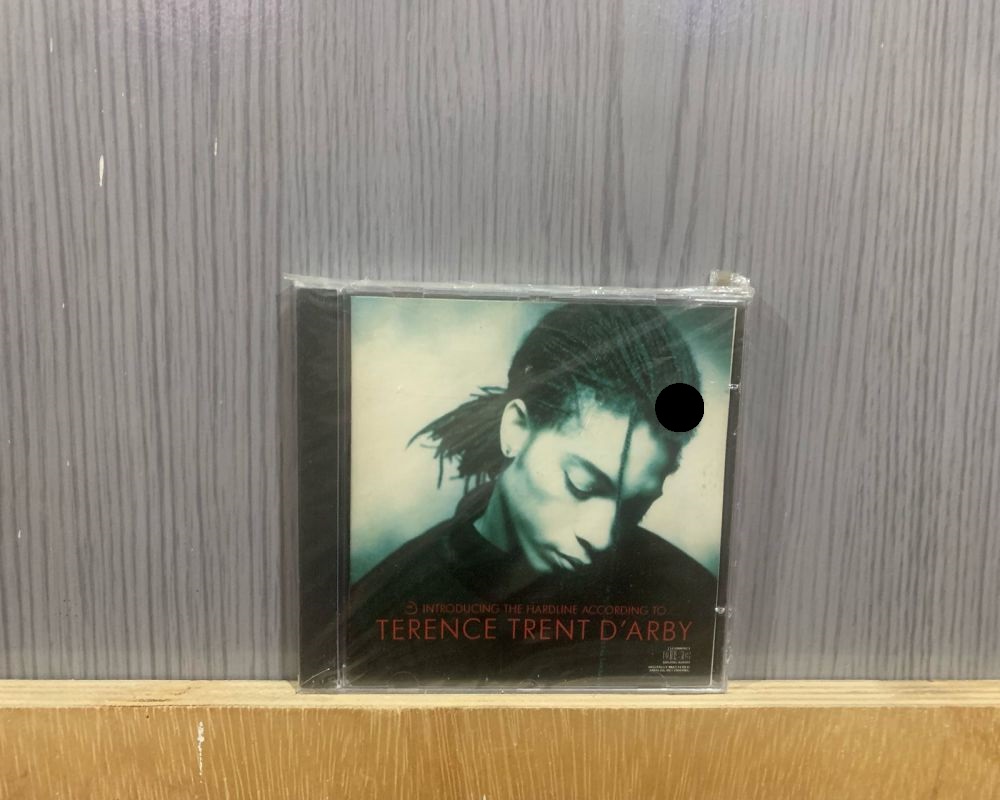 INTRODUCING THE HARDLINE ACCORDING TO
TERENCE TRENT D'ARBY